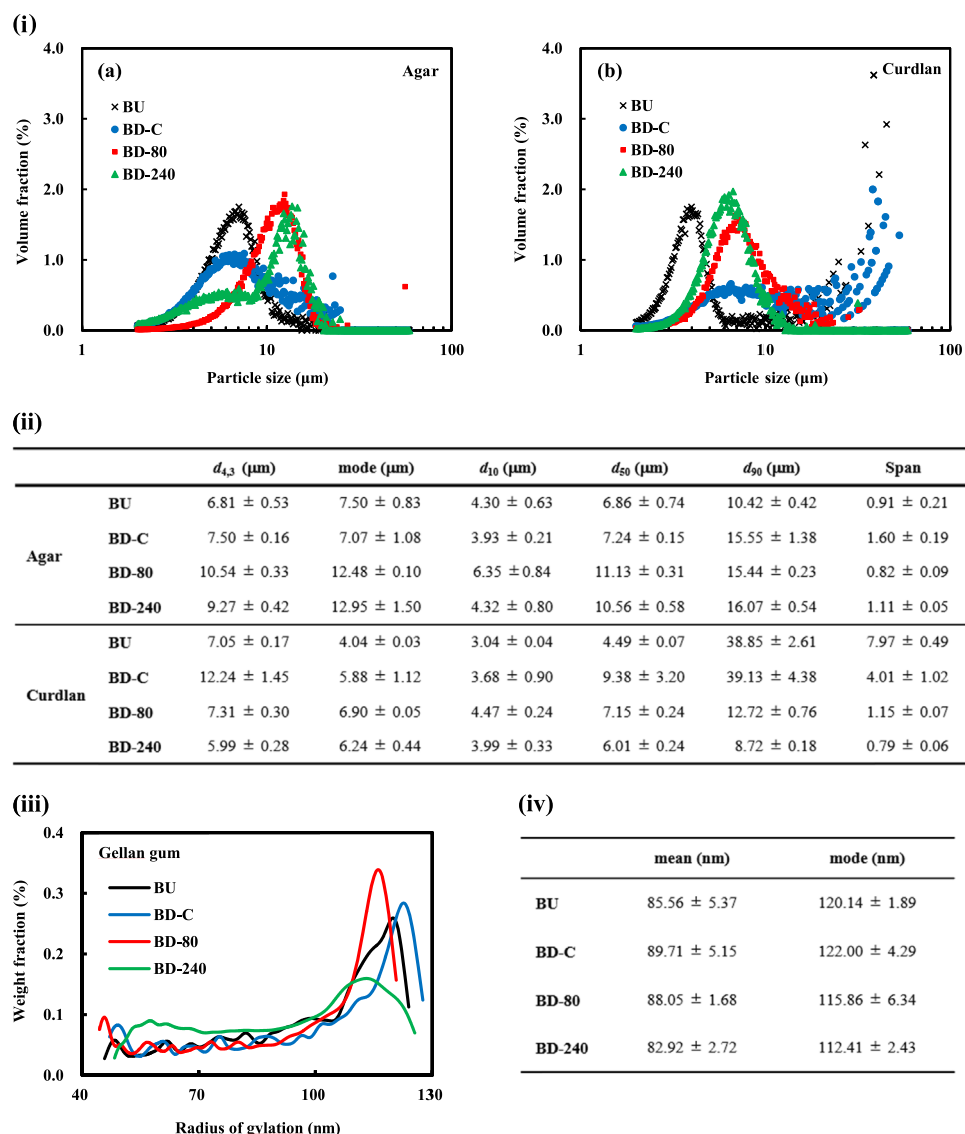 (i)
4.0
3.0
2.0
1.0
0.0
Volume fraction (%)
(a)
Agar
BU
BD-C
BD-80
BD-240
1
10
100
Particle size (µm)
4.0
3.0
2.0
1.0
0.0
Volume fraction (%)
(b)
Curdlan
BU
BD-C
BD-80
BD-240
1
10
100
Particle size (µm)
(ii)
d4,3 (µm) mode (µm) d10 (µm) d50 (µm) d90 (µm) Span
Agar
BU 6.81 ± 0.53 7.50 ± 0.83 4.30 ± 0.63 6.86 ± 0.74 10.42 ± 0.42 0.91 ± 0.21
BD-C 7.50 ± 0.16 7.07 ± 1.08 3.93 ± 0.21 7.24 ± 0.15 15.55 ± 1.38 1.60 ± 0.19
BD-80 10.54 ± 0.33 12.48 ± 0.10 6.35 ±0.84 11.13 ± 0.31 15.44 ± 0.23 0.82 ± 0.09
BD-240 9.27 ± 0.42 12.95 ± 1.50 4.32 ± 0.80 10.56 ± 0.58 16.07 ± 0.54 1.11 ± 0.05
Curdlan
BU 7.05 ± 0.17 4.04 ± 0.03 3.04 ± 0.04 4.49 ± 0.07 38.85 ± 2.61 7.97 ± 0.49
BD-C 12.24 ± 1.45 5.88 ± 1.12 3.68 ± 0.90 9.38 ± 3.20 39.13 ± 4.38 4.01 ± 1.02
BD-80 7.31 ± 0.30 6.90 ± 0.05 4.47 ± 0.24 7.15 ± 0.24 12.72 ± 0.76 1.15 ± 0.07
BD-240 5.99 ± 0.28 6.24 ± 0.44 3.99 ± 0.33 6.01 ± 0.24 8.72 ± 0.18 0.79 ± 0.06
(iii)
0.4
0.3
0.2
0.1
0.0
Weight fraction (%)
Gellan gum
BU
BD-C
BD-80
BD-240
40
70
100
130
Radius of gylation (nm)
(iv)
mean (nm) mode (nm)
BU 85.56 ± 5.37 120.14 ± 1.89
BD-C 89.71 ± 5.15 122.00 ± 4.29
BD-80 88.05 ± 1.68 115.86 ± 6.34
BD-240 82.92 ± 2.72 112.41 ± 2.43